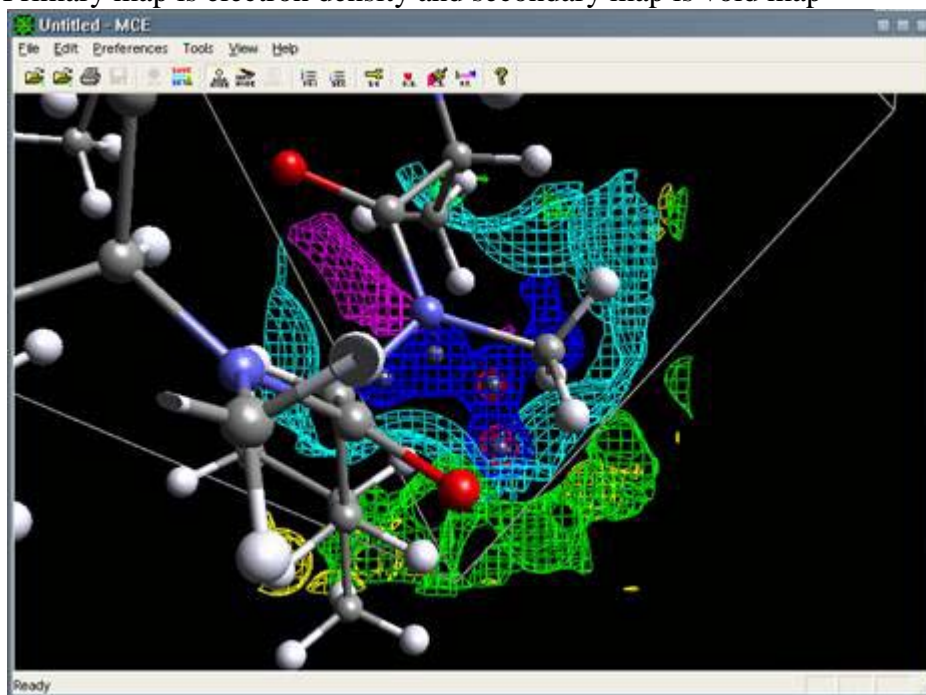 Primary map is electron density and secondary map is void map
Untitled - MCE
File Edit Preferences Tools View Help
Ready